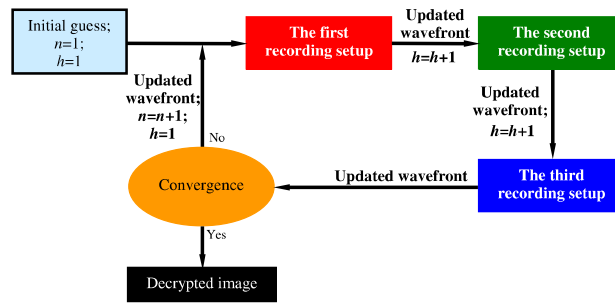 Initial guess;
n=1;
h=1
The first
recording setup
Updated
wavefront
h=h+1
The second
recording setup
Updated
wavefront;
h=h+1
The third
recording setup
Updated wavefront
Convergence
No
Updated
wavefront;
n=n+1;
h=1
Yes
Decrypted image